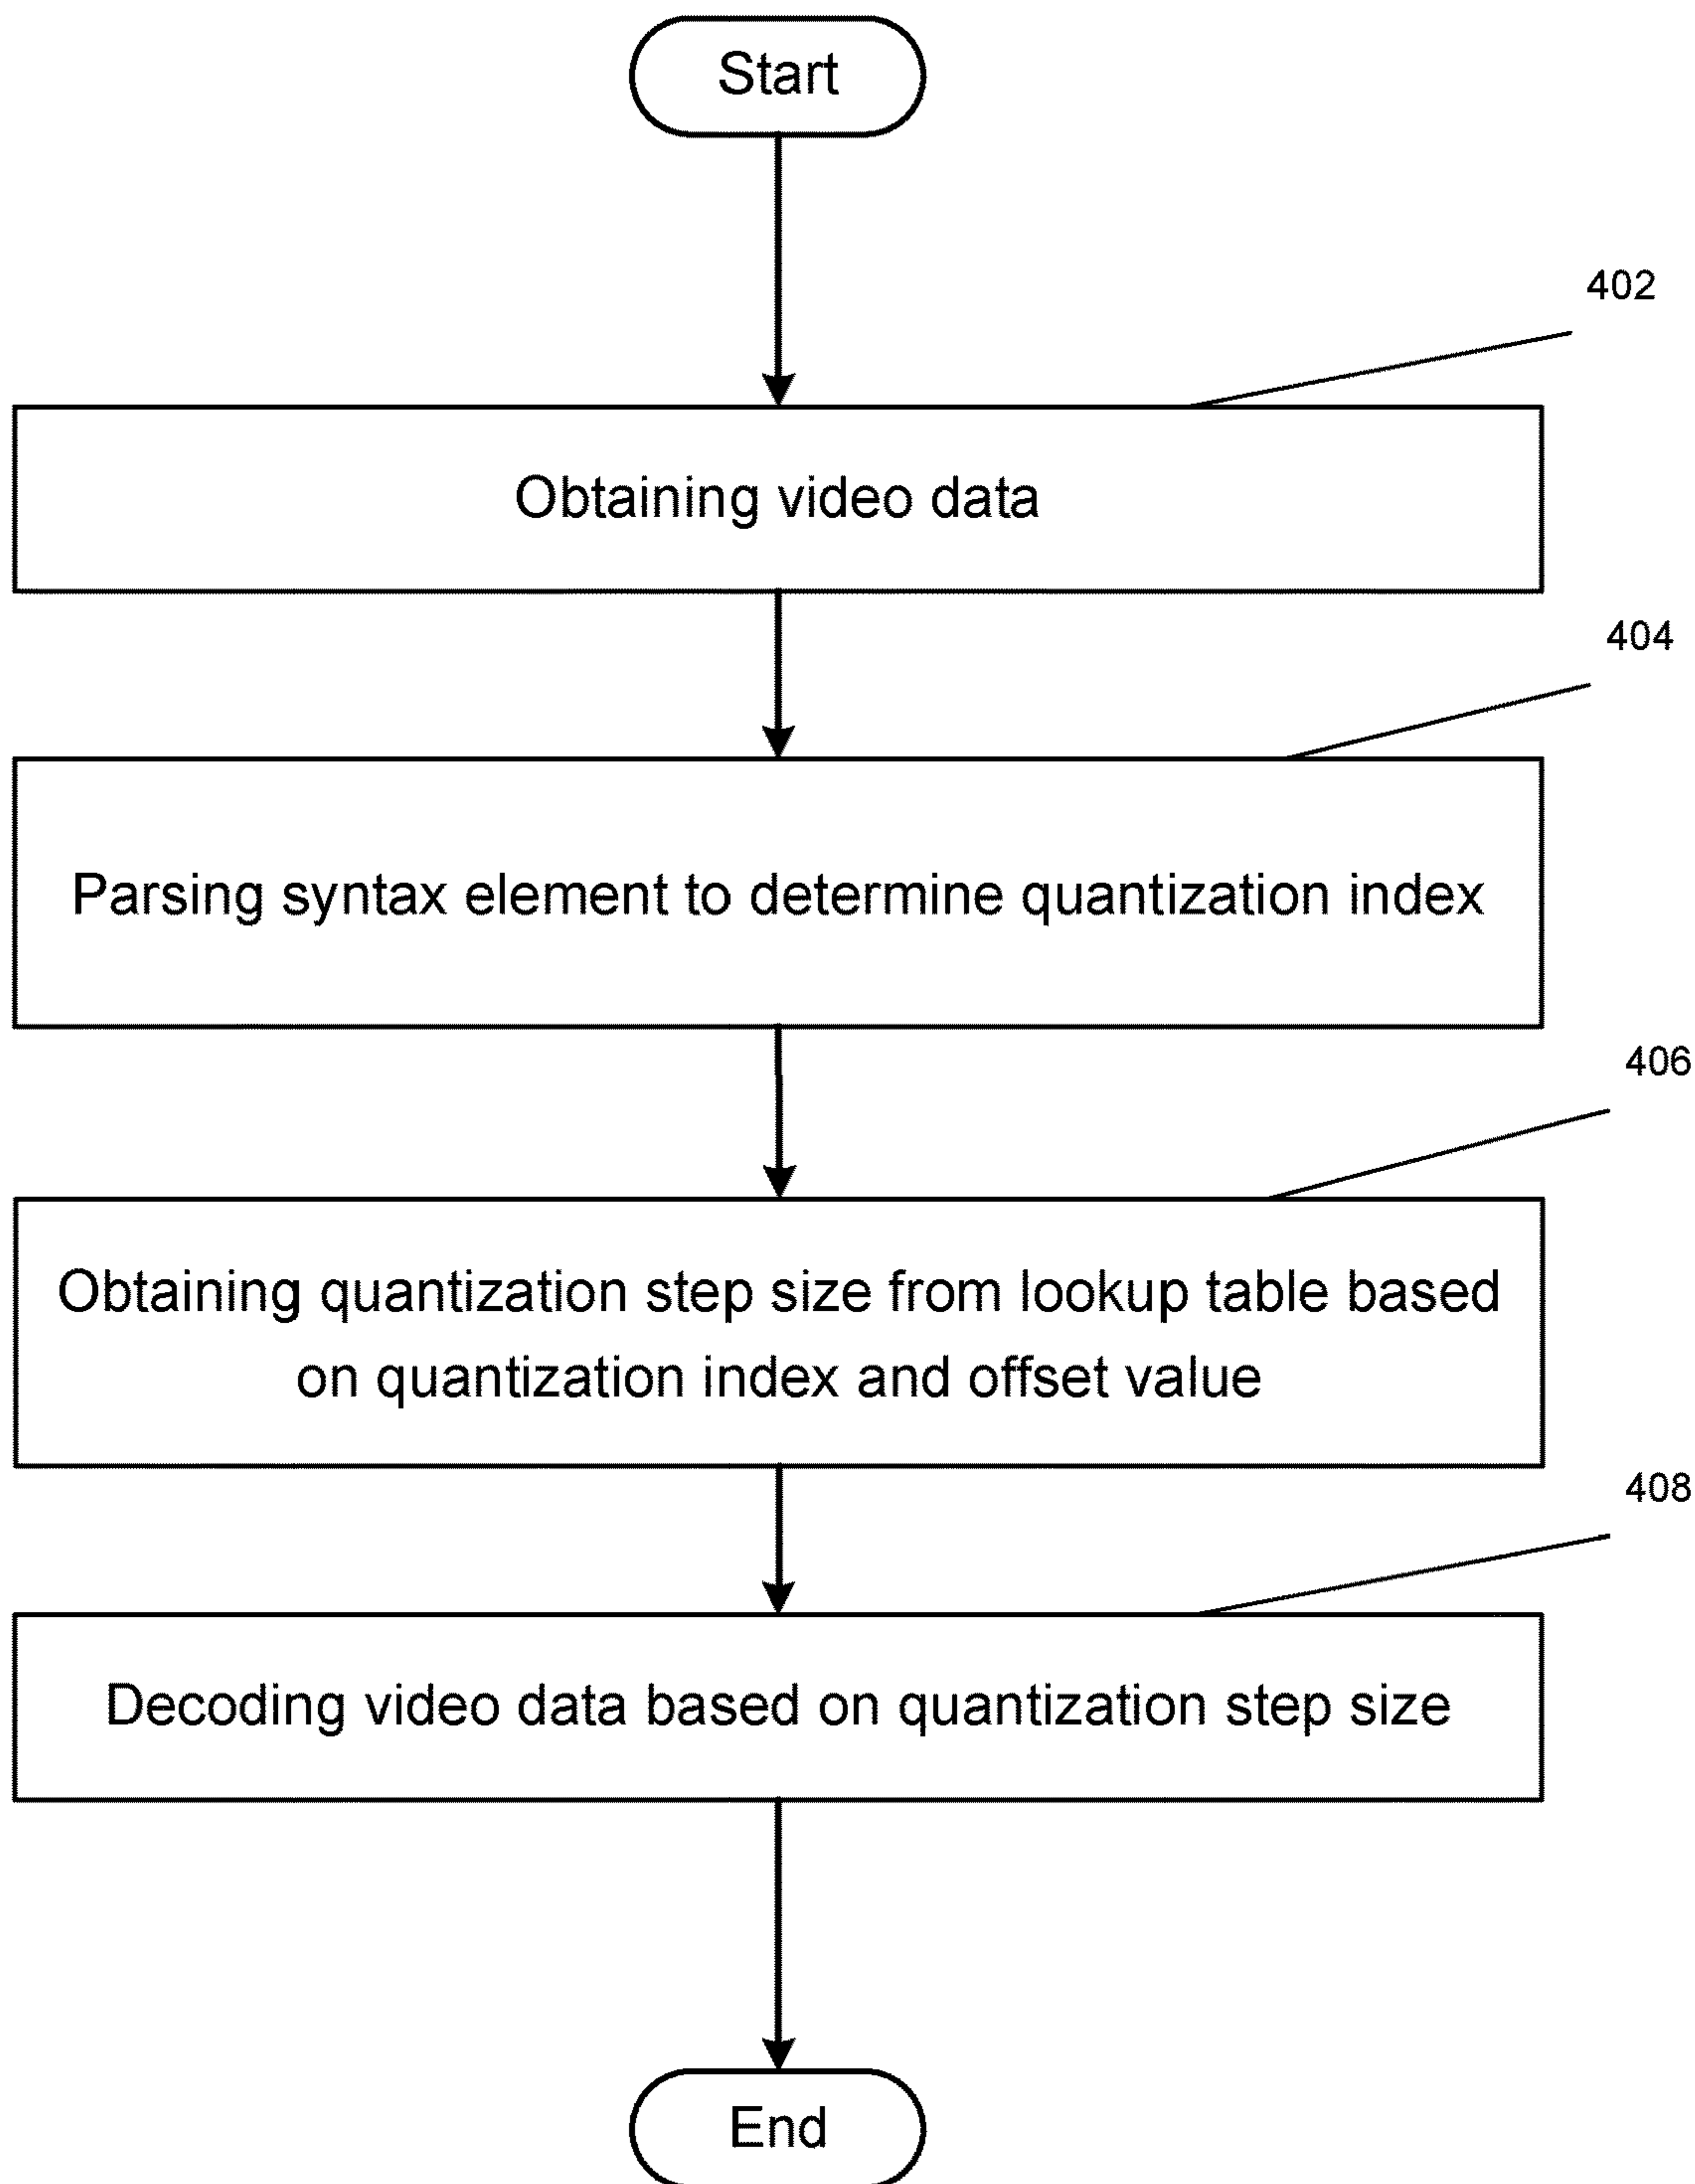 Start
402
Obtaining video data
404
Parsing syntax element to determine quantization index
406
Obtaining quantization step size from lookup table based
on quantization index and offset value
408
Decoding video data based on quantization step size
End